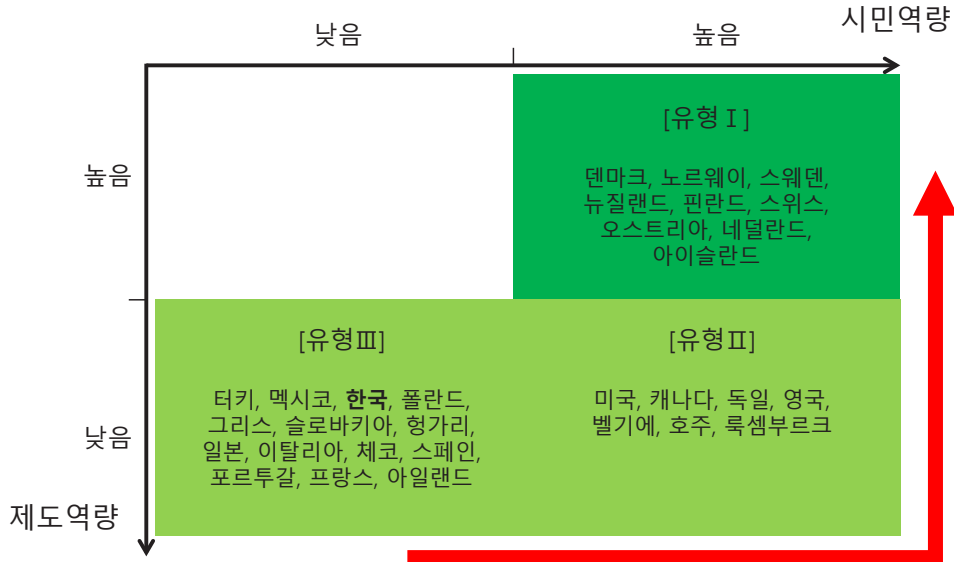 시민역량
낮음
높음
높음
[유형Ⅰ]
덴마크, 노르웨이, 스웨덴,
뉴질랜드, 핀란드, 스위스,
오스트리아, 네덜란드,
아이슬란드
[유형Ⅲ]
터키, 멕시코, 한국, 폴란드,
그리스, 슬로바키아, 헝가리,
일본, 이탈리아, 체코, 스페인,
포르투갈, 프랑스, 아일랜드
[유형Ⅱ]
미국, 캐나다, 독일, 영국,
벨기에, 호주, 룩셈부르크
낮음
제도역량